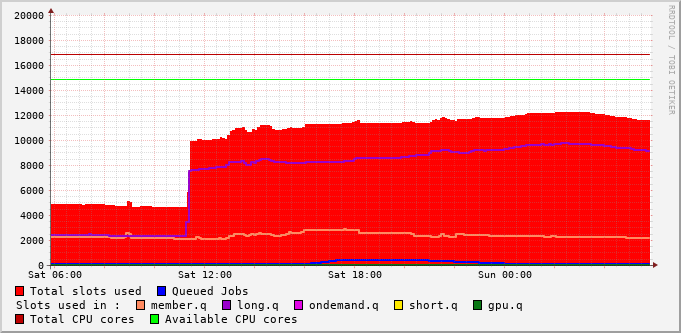 RRDTOOL / TOBI OETIKER
20000
18000
16000
14000
12000
10000
8000
6000
4000
2000
0
Sat 06:00 Sat 12:00 Sat 18:00 Sun 00:00
Total slots used Queued Jobs
Slots used in : member.q long.q ondemand.q short.q gpu.q
Total CPU cores Available CPU cores